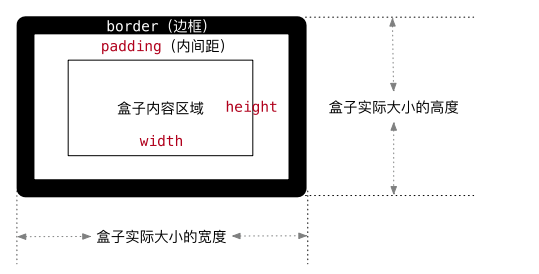 border（边框）
padding（内间距）
盒子内容区域
height
width
盒子实际大小的高度
盒子实际大小的宽度